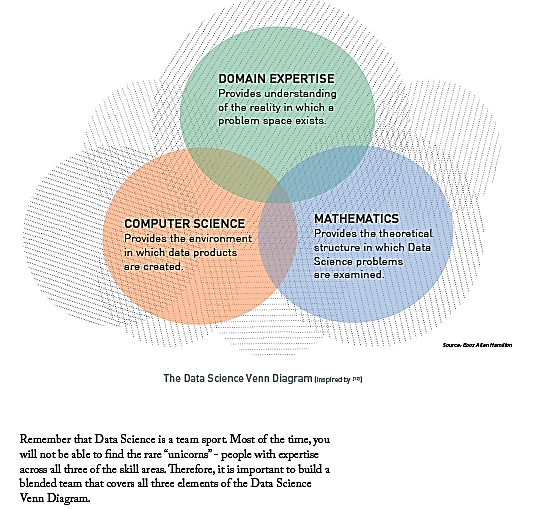 DOMAIN EXPERTISE
Provides understanding
of the reality in which a
problem space exists.
COMPUTER SCIENCE
Provides the environment
in which data products
are created.
MATHEMATICS
Provides the theoretical
structure in which Data
Science problems
are examined.
Source: Booz Allen Hamilton
The Data Science Venn Diagram (inspired by
Remember that Data Science is a team sport. Most of the time, you
will not be able to find the rare “unicorns” - people with expertise
across all three of the skill areas. Therefore, it is important to build a
blended team that covers all three elements of the Data Science
Venn Diagram.